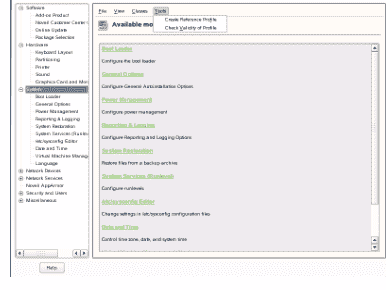 Software
Add-on Product
Novell Customer Center
Online Update
Package Selection
Hardware
Keyboard Layout
Partitioning
Printer
Sound
Graphics Card and Mon
System
Boot Loader
General Options
Power Management
Reporting & Logging
System Restoration
System Services (Runlev
/etc/sysconfig Editor
Date and Time
Virtual Machine Manag
Language
Network Devices
Network Services
Novell AppArmor
Security and Users
Miscellaneous
Help
File View Classes Tools
Create Reference Profile
Check Validity of Profile
Available mo
Boot Loader
Configure the boot loader
General Options
Configure General Autoinstallation Options
Power Management
Configure power management
Reporting & Logging
Configure Reporting and Logging Options
System Restoration
Restore files from a backup archive
System Services (Runlevel)
Configure runlevels
/etc/sysconfig Editor
Change settings in /etc/sysconfig configuration files
Date and Time
Control time zone, date, and system time